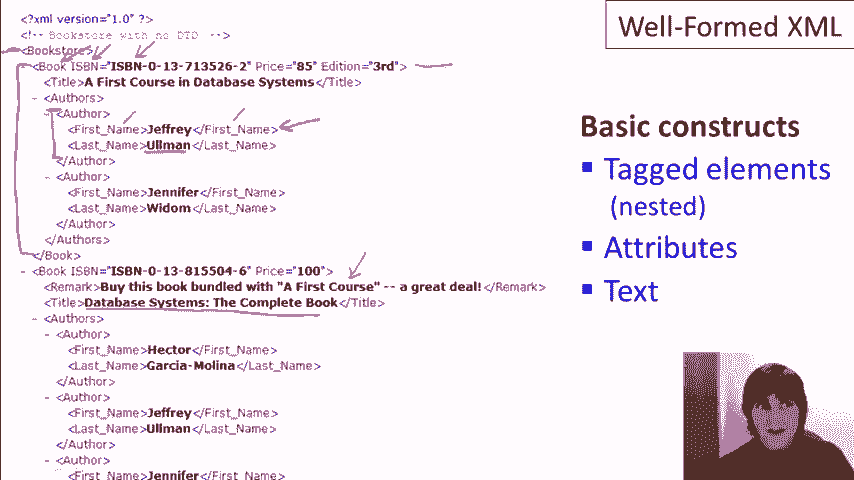 <?xml version="1.0" ?>
<!-- Bookstore with no DTD -->
- <Bookstore>
- <Book ISBN="ISBN-0-13-713526-2" Price="85" Edition="3rd">
<Title>A First Course in Database Systems</Title>
- <Authors>
- <Author>
<First_Name>Jeffrey</First_Name>
<Last_Name>Ullman</Last_Name>
</Author>
- <Author>
<First_Name>Jennifer</First_Name>
<Last_Name>Widom</Last_Name>
</Author>
</Authors>
</Book>
- <Book ISBN="ISBN-0-13-815504-6" Price="100">
<Remark>Buy this book bundled with "A First Course" -- a great deal!</Remark>
<Title>Database Systems: The Complete Book</Title>
- <Authors>
- <Author>
<First_Name>Hector</First_Name>
<Last_Name>Garcia-Molina</Last_Name>
</Author>
- <Author>
<First_Name>Jeffrey</First_Name>
<Last_Name>Ullman</Last_Name>
</Author>
- <Author>
<First_Name>Jennifer</First_Name>
Well-Formed XML
Basic constructs
▪ Tagged elements
(nested)
▪ Attributes
▪ Text